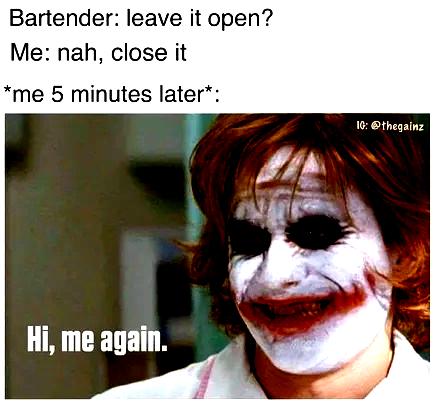 Bartender: leave it open?
Me: nah, close it
*me 5 minutes later*:
IG: @thegainz
Hi, me again.